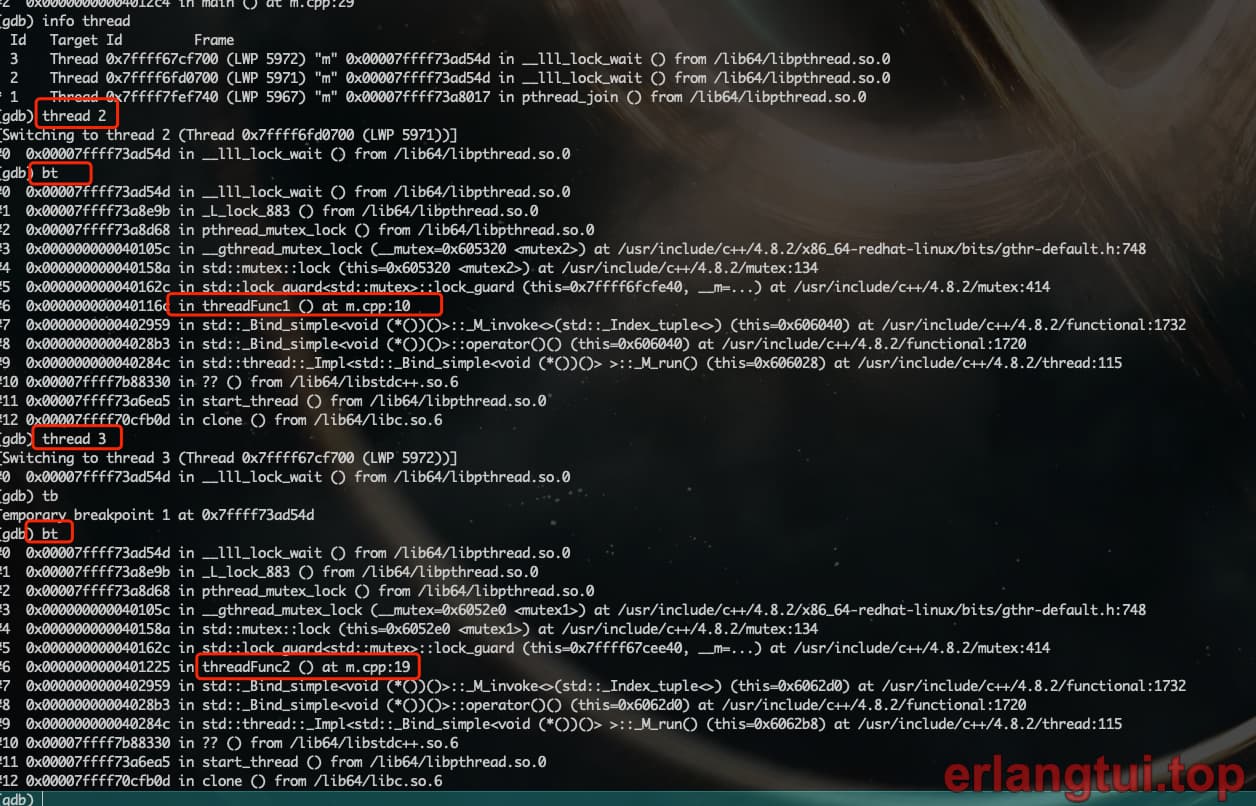 #2 0x00000000004012c4 in main () at m.cpp:29
(gdb) info thread
Id Target Id Frame
3 Thread 0x7ffff67cf700 (LWP 5972) "m" 0x00007ffff73ad54d in __lll_lock_wait () from /lib64/libpthread.so.0
2 Thread 0x7ffff6fd0700 (LWP 5971) "m" 0x00007ffff73ad54d in __lll_lock_wait () from /lib64/libpthread.so.0
* 1 Thread 0x7ffff7fef740 (LWP 5967) "m" 0x00007ffff73a8017 in pthread_join () from /lib64/libpthread.so.0
(gdb) thread 2
[Switching to thread 2 (Thread 0x7ffff6fd0700 (LWP 5971))]
#0 0x00007ffff73ad54d in __lll_lock_wait () from /lib64/libpthread.so.0
(gdb) bt
#0 0x00007ffff73ad54d in __lll_lock_wait () from /lib64/libpthread.so.0
#1 0x00007ffff73a8e9b in _L_lock_883 () from /lib64/libpthread.so.0
#2 0x00007ffff73a8d68 in pthread_mutex_lock () from /lib64/libpthread.so.0
#3 0x000000000040105c in __gthread_mutex_lock (__mutex=0x605320 <mutex2>) at /usr/include/c++/4.8.2/x86_64-redhat-linux/bits/gthr-default.h:748
#4 0x000000000040158a in std::mutex::lock (this=0x605320 <mutex2>) at /usr/include/c++/4.8.2/mutex:134
#5 0x000000000040162c in std::lock_guard<std::mutex>::lock_guard (this=0x7ffff6fcfe40, __m=...) at /usr/include/c++/4.8.2/mutex:414
#6 0x000000000040116c in threadFunc1 () at m.cpp:10
#7 0x0000000000402959 in std::_Bind_simple<void (*())()>::_M_invoke<>(std::_Index_tuple<>) (this=0x606040) at /usr/include/c++/4.8.2/functional:1732
#8 0x00000000004028b3 in std::_Bind_simple<void (*())()>::operator()() (this=0x606040) at /usr/include/c++/4.8.2/functional:1720
#9 0x000000000040284c in std::thread::_Impl<std::_Bind_simple<void (*())()> >::_M_run() (this=0x606028) at /usr/include/c++/4.8.2/thread:115
#10 0x00007ffff7b88330 in ?? () from /lib64/libstdc++.so.6
#11 0x00007ffff73a6ea5 in start_thread () from /lib64/libpthread.so.0
#12 0x00007ffff70cfb0d in clone () from /lib64/libc.so.6
(gdb) thread 3
[Switching to thread 3 (Thread 0x7ffff67cf700 (LWP 5972))]
#0 0x00007ffff73ad54d in __lll_lock_wait () from /lib64/libpthread.so.0
(gdb) tb
Temporary breakpoint 1 at 0x7ffff73ad54d
(gdb) bt
#0 0x00007ffff73ad54d in __lll_lock_wait () from /lib64/libpthread.so.0
#1 0x00007ffff73a8e9b in _L_lock_883 () from /lib64/libpthread.so.0
#2 0x00007ffff73a8d68 in pthread_mutex_lock () from /lib64/libpthread.so.0
#3 0x000000000040105c in __gthread_mutex_lock (__mutex=0x6052e0 <mutex1>) at /usr/include/c++/4.8.2/x86_64-redhat-linux/bits/gthr-default.h:748
#4 0x000000000040158a in std::mutex::lock (this=0x6052e0 <mutex1>) at /usr/include/c++/4.8.2/mutex:134
#5 0x000000000040162c in std::lock_guard<std::mutex>::lock_guard (this=0x7ffff67cee40, __m=...) at /usr/include/c++/4.8.2/mutex:414
#6 0x0000000000401225 in threadFunc2 () at m.cpp:19
#7 0x0000000000402959 in std::_Bind_simple<void (*())()>::_M_invoke<>(std::_Index_tuple<>) (this=0x6062d0) at /usr/include/c++/4.8.2/functional:1732
#8 0x00000000004028b3 in std::_Bind_simple<void (*())()>::operator()() (this=0x6062d0) at /usr/include/c++/4.8.2/functional:1720
#9 0x000000000040284c in std::thread::_Impl<std::_Bind_simple<void (*())()> >::_M_run() (this=0x6062b8) at /usr/include/c++/4.8.2/thread:115
#10 0x00007ffff7b88330 in ?? () from /lib64/libstdc++.so.6
#11 0x00007ffff73a6ea5 in start_thread () from /lib64/libpthread.so.0
#12 0x00007ffff70cfb0d in clone () from /lib64/libc.so.6
(gdb)
erlangtui.top